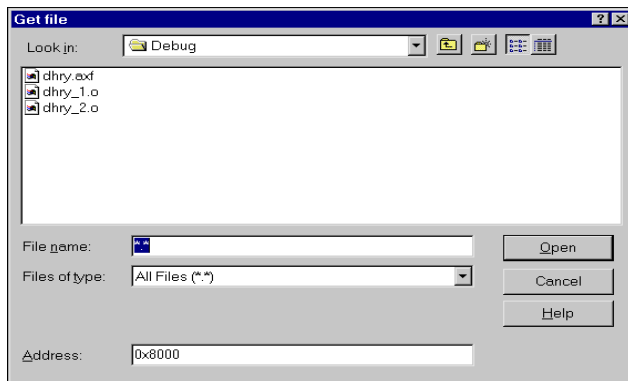 Get file
Look in: Debug
dhry.axf
dhry_1.o
dhry_2.o
File name: *.*
Open
Files of type: All Files (*.*)
Cancel
Help
Address: 0x8000